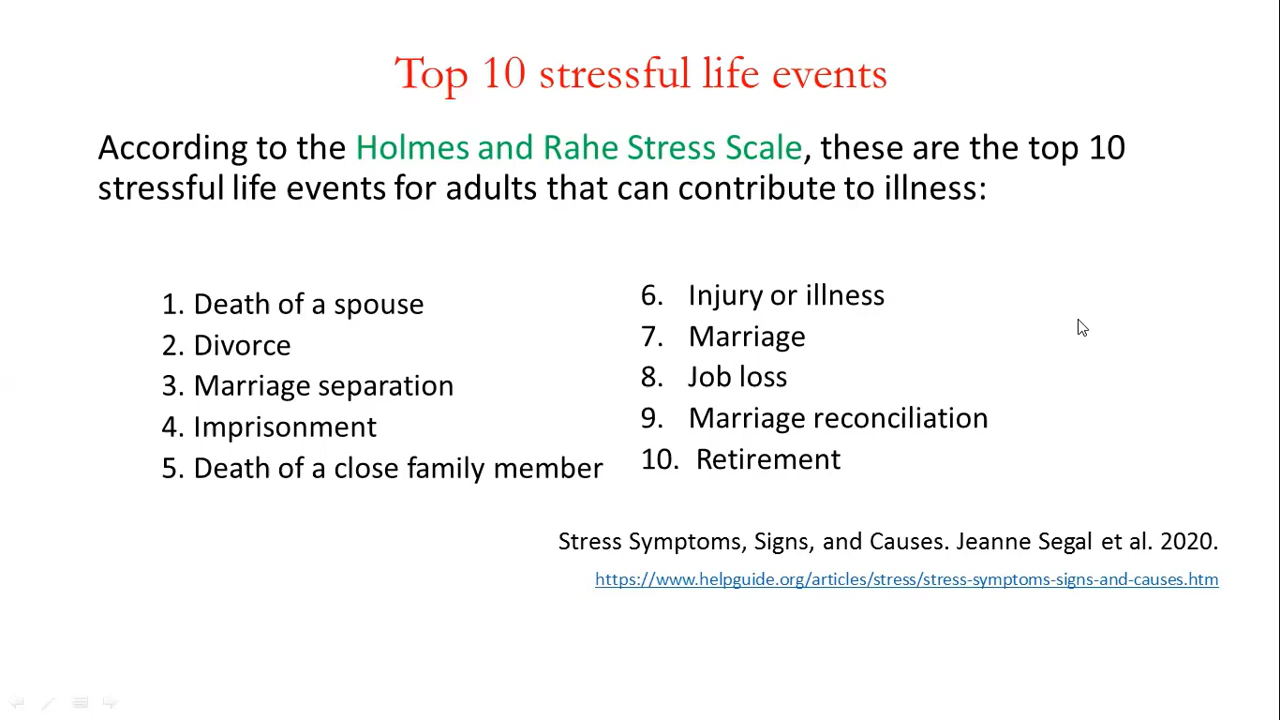 Top 10 stressful life events
According to the Holmes and Rahe Stress Scale, these are the top 10
stressful life events for adults that can contribute to illness:
1. Death of a spouse
2. Divorce
3. Marriage separation
4. Imprisonment
5. Death of a close family member
6. Injury or illness
7. Marriage
8. Job loss
9. Marriage reconciliation
10. Retirement
Stress Symptoms, Signs, and Causes. Jeanne Segal et al. 2020.
https://www.helpguide.org/articles/stress/stress-symptoms-signs-and-causes.htm